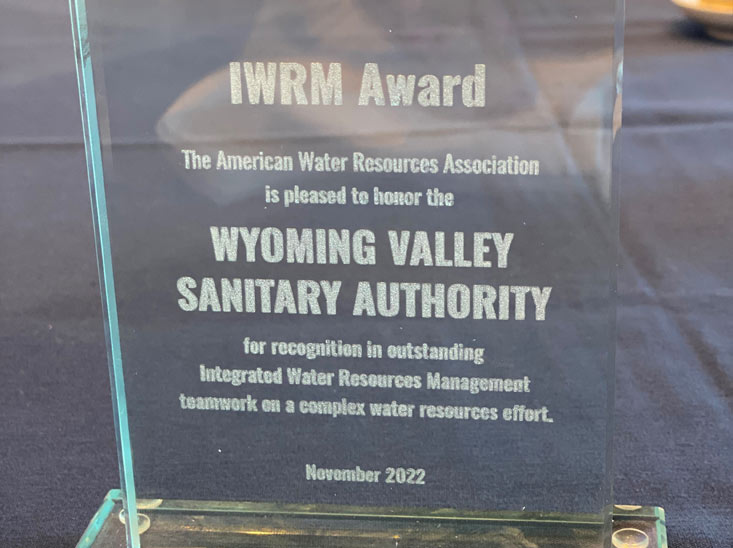 IWRM Award
The American Water Resources Association
is pleased to honor the
WYOMING VALLEY
SANITARY AUTHORITY
for recognition in outstanding
Integrated Water Resources Management
teamwork on a complex water resources effort.
November 2022